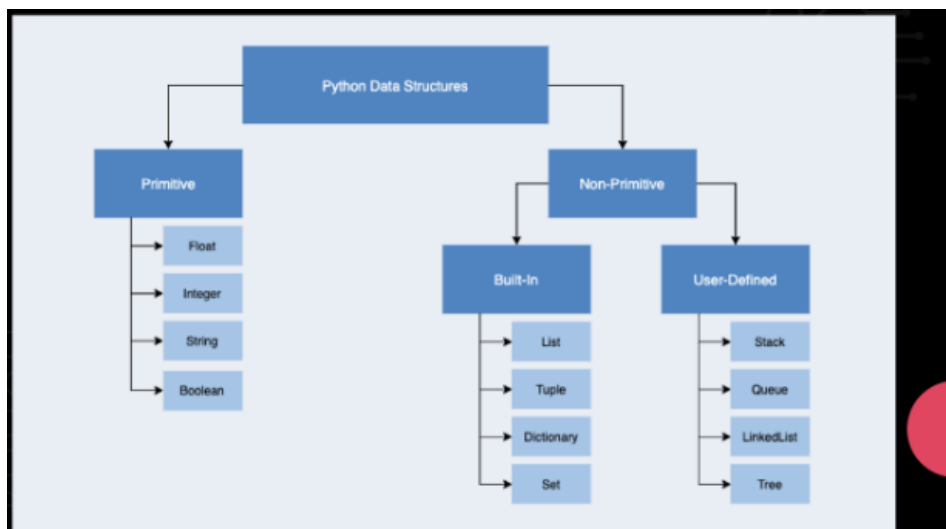 Python Data Structures
Primitive
Non-Primitive
Float
Integer
String
Boolean
Built-In
User-Defined
List
Tuple
Dictionary
Set
Stack
Queue
LinkedList
Tree